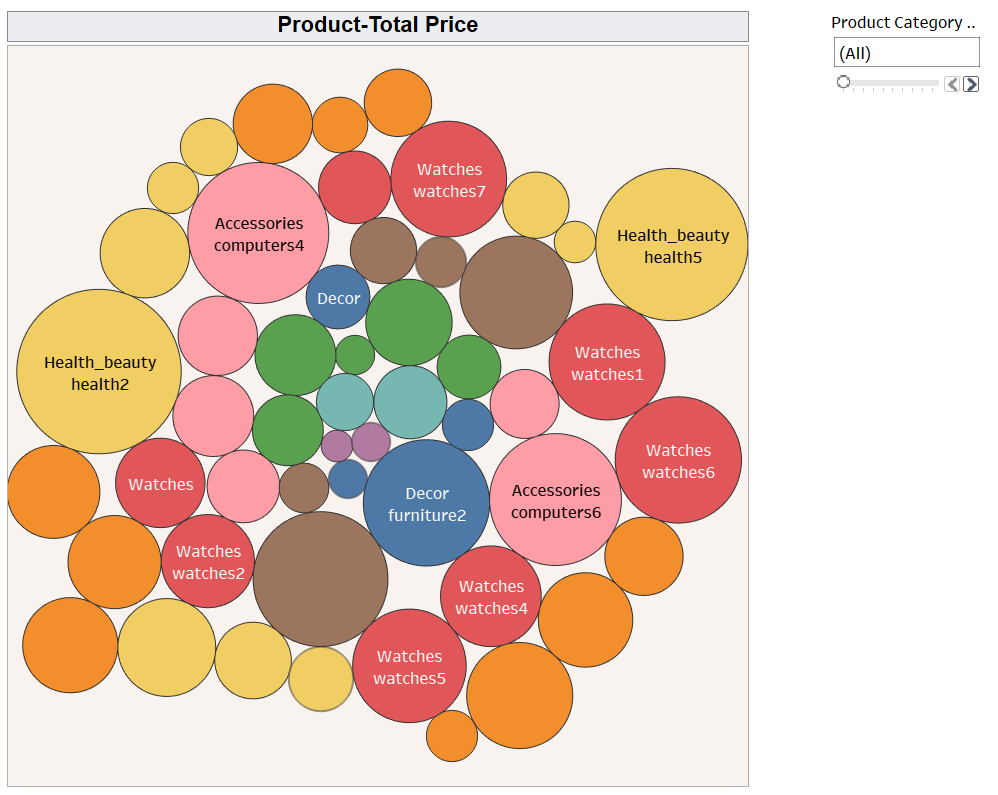 Product-Total Price
Product Category ..
(All)
Watches
watches7
Accessories
computers4
Health_beauty
health5
Decor
Health_beauty
health2
Watches
watches1
Watches
watches6
Watches
Decor
furniture2
Accessories
computers6
Watches
watches2
Watches
watches4
Watches
watches5